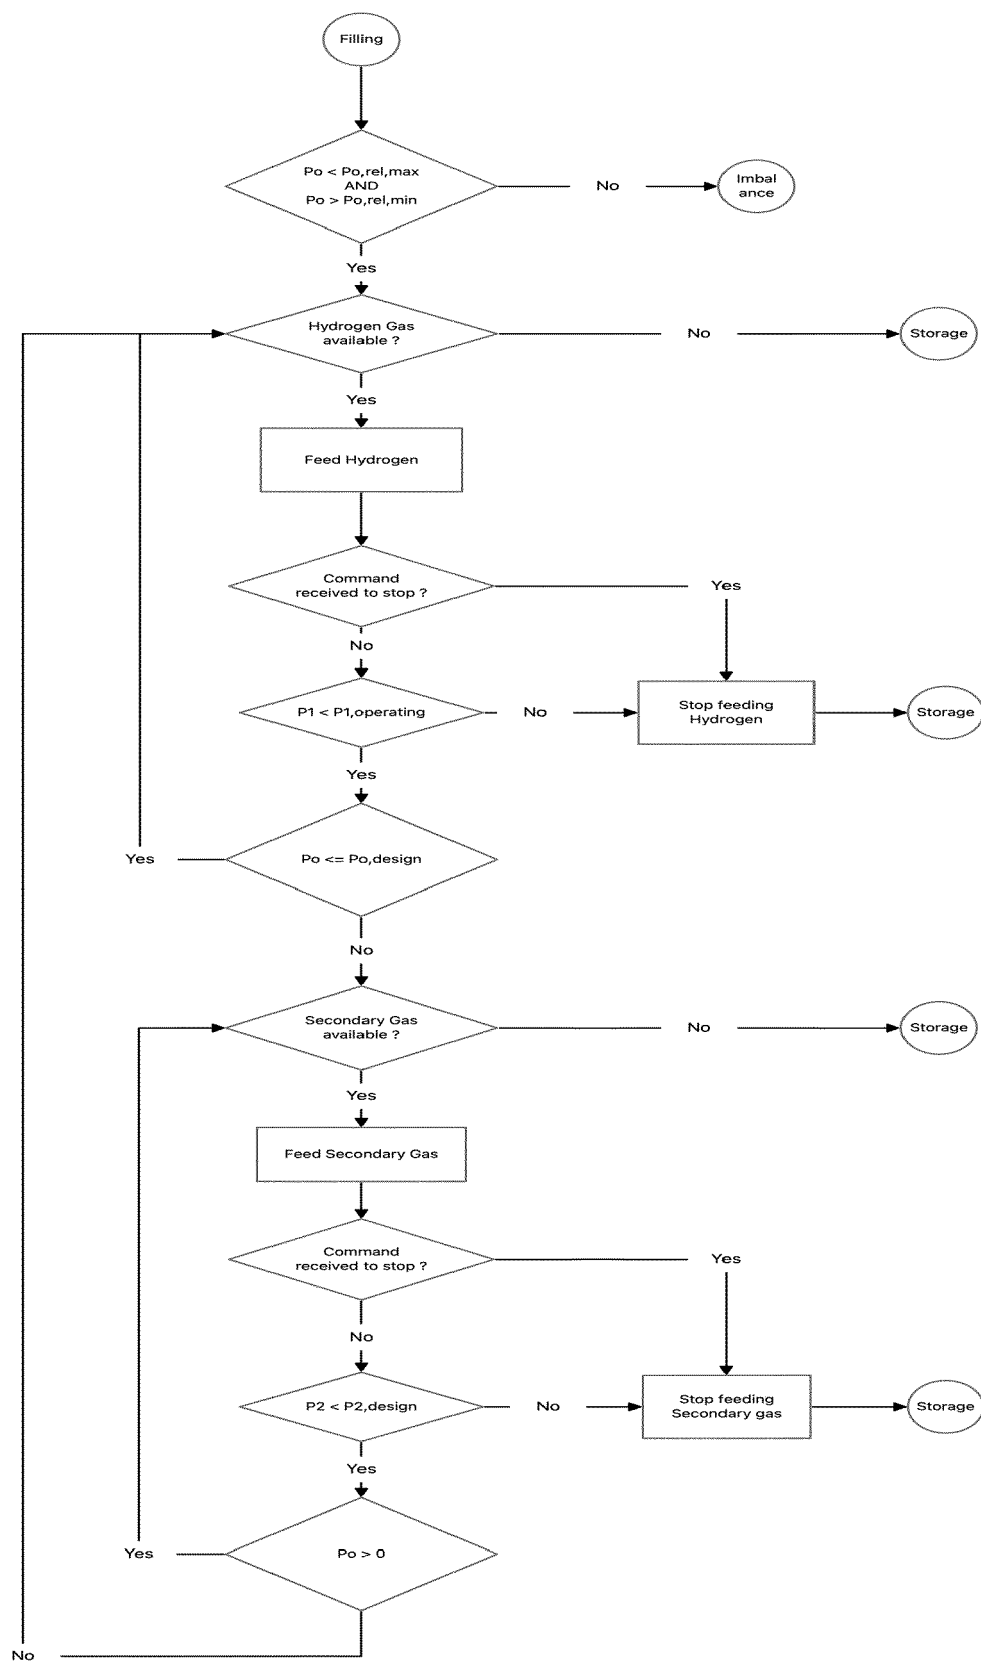 Filling
Po < Po,rel,max
AND
Po > Po,rel,min
No
Imbal
ance
Yes
Hydrogen Gas
available ?
No
Storage
Yes
Feed Hydrogen
Command
received to stop ?
Yes
No
P1 < P1,operating
No
Stop feeding
Hydrogen
Storage
Yes
Po <= Po,design
Yes
No
Secondary Gas
available ?
No
Storage
Yes
Feed Secondary Gas
Command
received to stop ?
Yes
No
P2 < P2,design
No
Stop feeding
Secondary gas
Storage
Yes
Po > 0
Yes
No